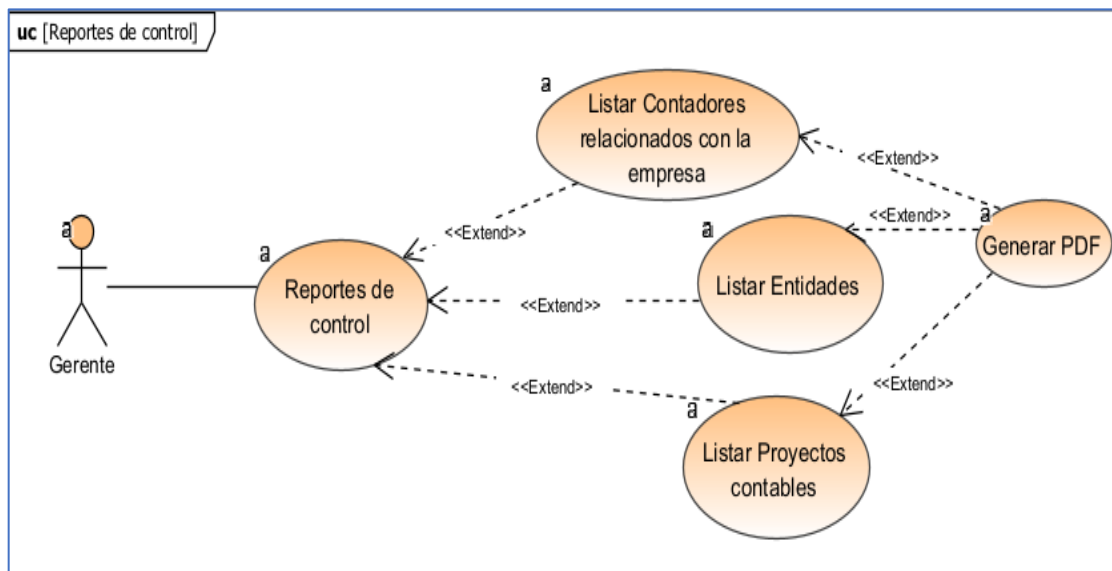 uc [Reportes de control]
a
Listar Contadores
relacionados con la
empresa
<<Extend>>
<<Extend>>
a
Generar PDF
a
Gerente
a
Reportes de
control
<<Extend>>
a
Listar Entidades
<<Extend>>
<<Extend>>
<<Extend>>
a
Listar Proyectos
contables